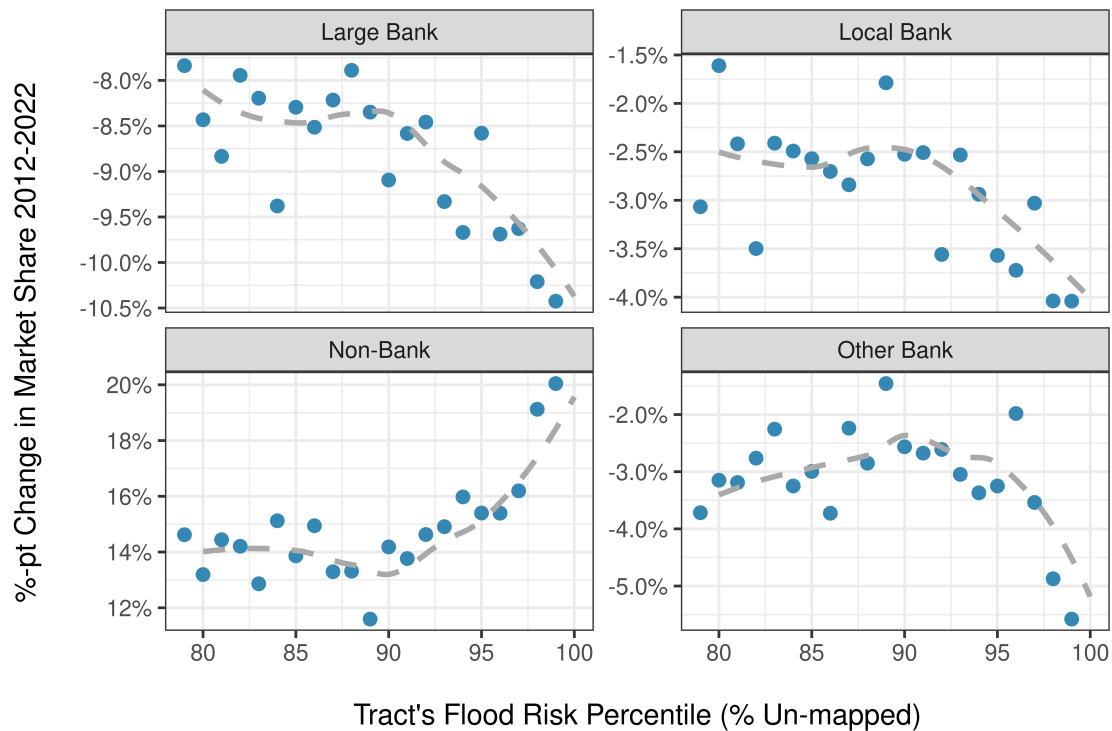 %-pt Change in Market Share 2012-2022
Large Bank
-8.0%
-8.5%
-9.0%
-9.5%
-10.0%
-10.5%
Local Bank
-1.5%
-2.0%
-2.5%
-3.0%
-3.5%
-4.0%
Non-Bank
20%
18%
16%
14%
12%
80 85 90 95 100
Other Bank
-2.0%
-3.0%
-4.0%
-5.0%
80 85 90 95 100
Tract's Flood Risk Percentile (% Un-mapped)